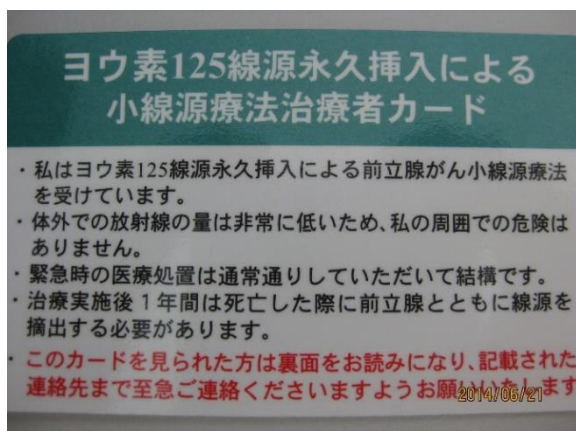 ヨウ素125線源永久挿入による
小線源療法治療者カード
・私はヨウ素125線源永久挿入による前立腺がん小線源療法
を受けています。
・体外での放射線の量は非常に低いため、私の周囲での危険は
ありません。
・緊急時の医療処置は通常通りしていただいて結構です。
・治療実施後1年間は死亡した際に前立腺とともに線源を
摘出する必要があります。
・このカードを見られた方は裏面をお読みになり、記載された
連絡先まで至急ご連絡くださいますようお願いいたします
2014/06/21